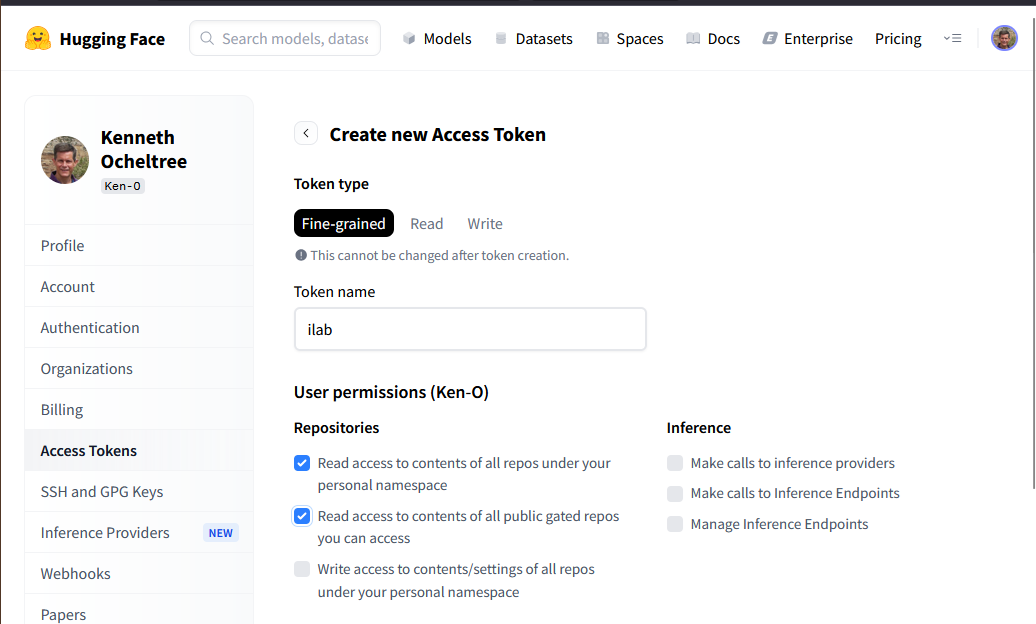 Hugging Face
Search models, datase
Models
Datasets
Spaces
Docs
Enterprise
Pricing
Kenneth
Ocheltree
Ken-O
Profile
Account
Authentication
Organizations
Billing
Access Tokens
SSH and GPG Keys
Inference Providers NEW
Webhooks
Papers
Create new Access Token
Token type
Fine-grained Read Write
This cannot be changed after token creation.
Token name
ilab
User permissions (Ken-O)
Repositories
Read access to contents of all repos under your
personal namespace
Read access to contents of all public gated repos
you can access
Write access to contents/settings of all repos
under your personal namespace
Inference
Make calls to inference providers
Make calls to Inference Endpoints
Manage Inference Endpoints